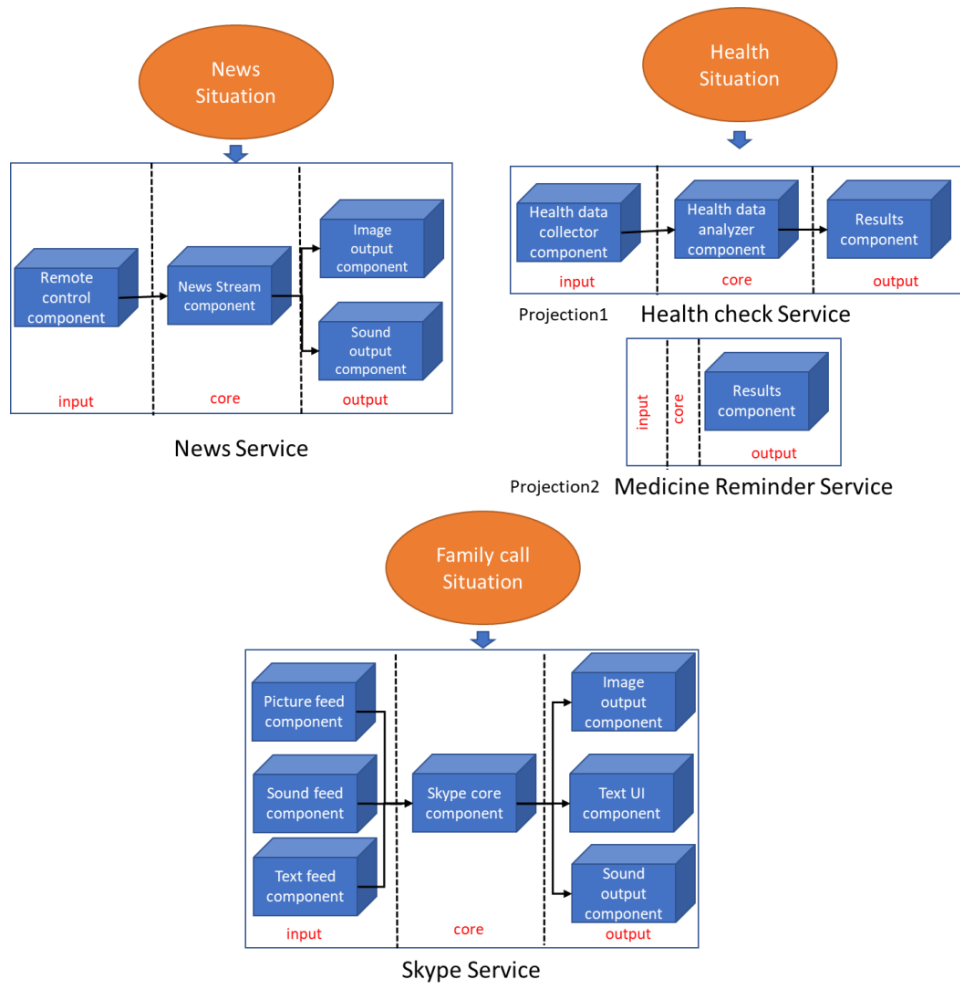 News
Situation
Remote
control
component
News Stream
component
Image
output
component
Sound
output
component
input
core
output
News Service
Health
Situation
Health data
collector
component
Health data
analyzer
component
Results
component
input
core
output
Projection1
Health check Service
input
core
Results
component
output
Projection2
Medicine Reminder Service
Family call
Situation
Picture feed
component
Sound feed
component
Text feed
component
Skype core
component
Image
output
component
Text UI
component
Sound
output
component
input
core
output
Skype Service